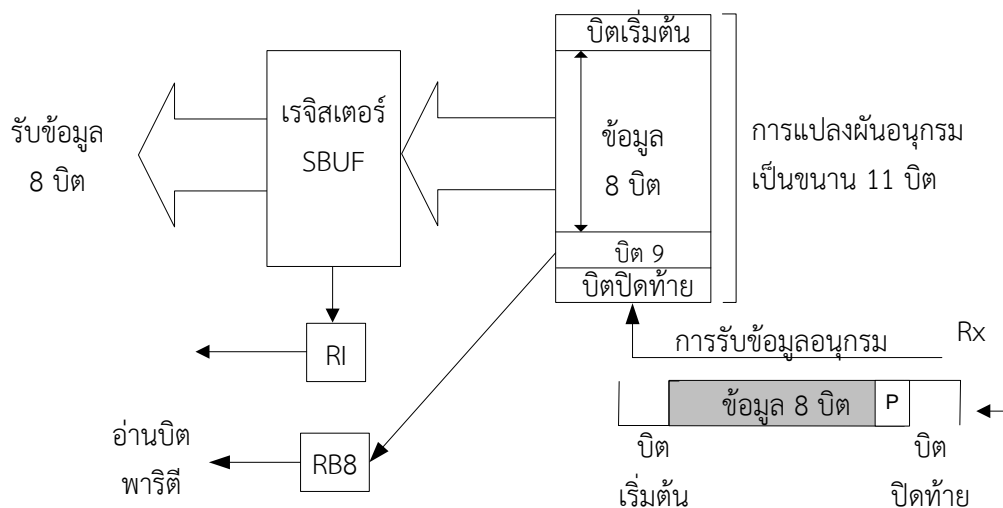 บิตเริ่มต้น
เรจิสเตอร์
SBUF
รับข้อมูล
8 บิต
ข้อมูล
8 บิต
การแปลงผันอนุกรม
เป็นขนาน 11 บิต
บิต 9
บิตปิดท้าย
RI
การรับข้อมูลอนุกรม
Rx
ข้อมูล 8 บิต
P
อ่านบิต
พาริตี
RB8
บิต
เริ่มต้น
บิต
ปิดท้าย